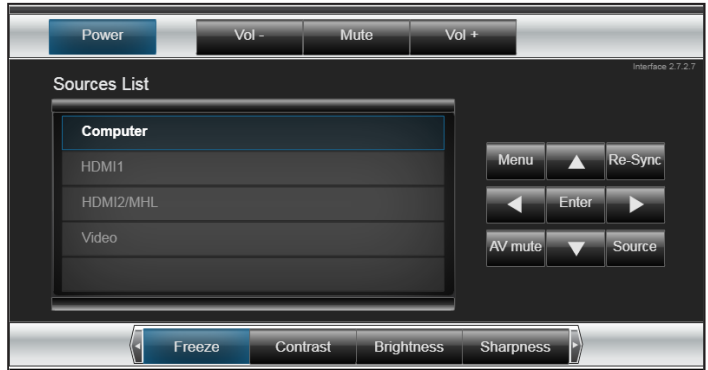 Power Vol - Mute Vol +
Interface 2.7.2.7
Sources List
Computer
HDMI1
HDMI2/MHL
Video
Menu Re-Sync
Enter
AV mute Source
Freeze Contrast Brightness Sharpness